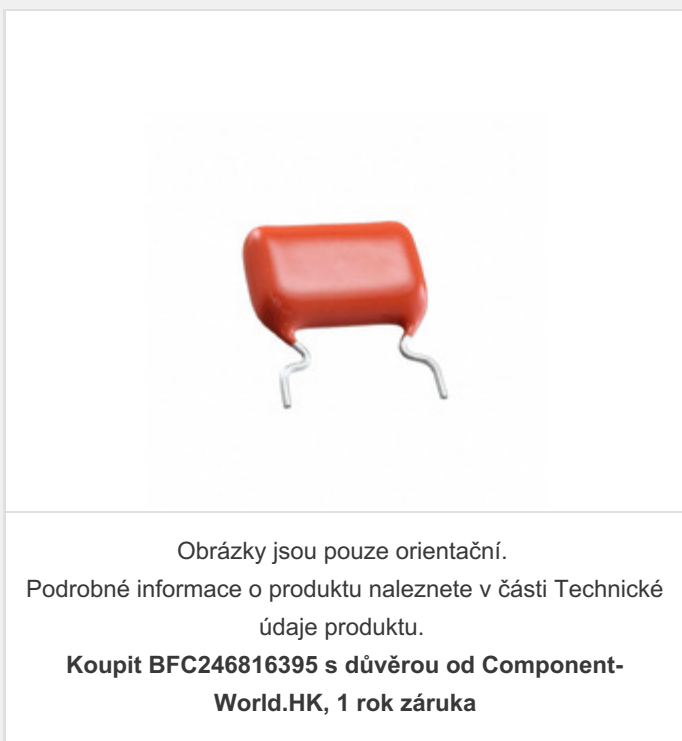 Obrázky jsou pouze orientační.
Podrobné informace o produktu naleznete v části Technické
údaje produktu.
Koupit BFC246816395 s důvěrou od Component-
World.HK, 1 rok záruka